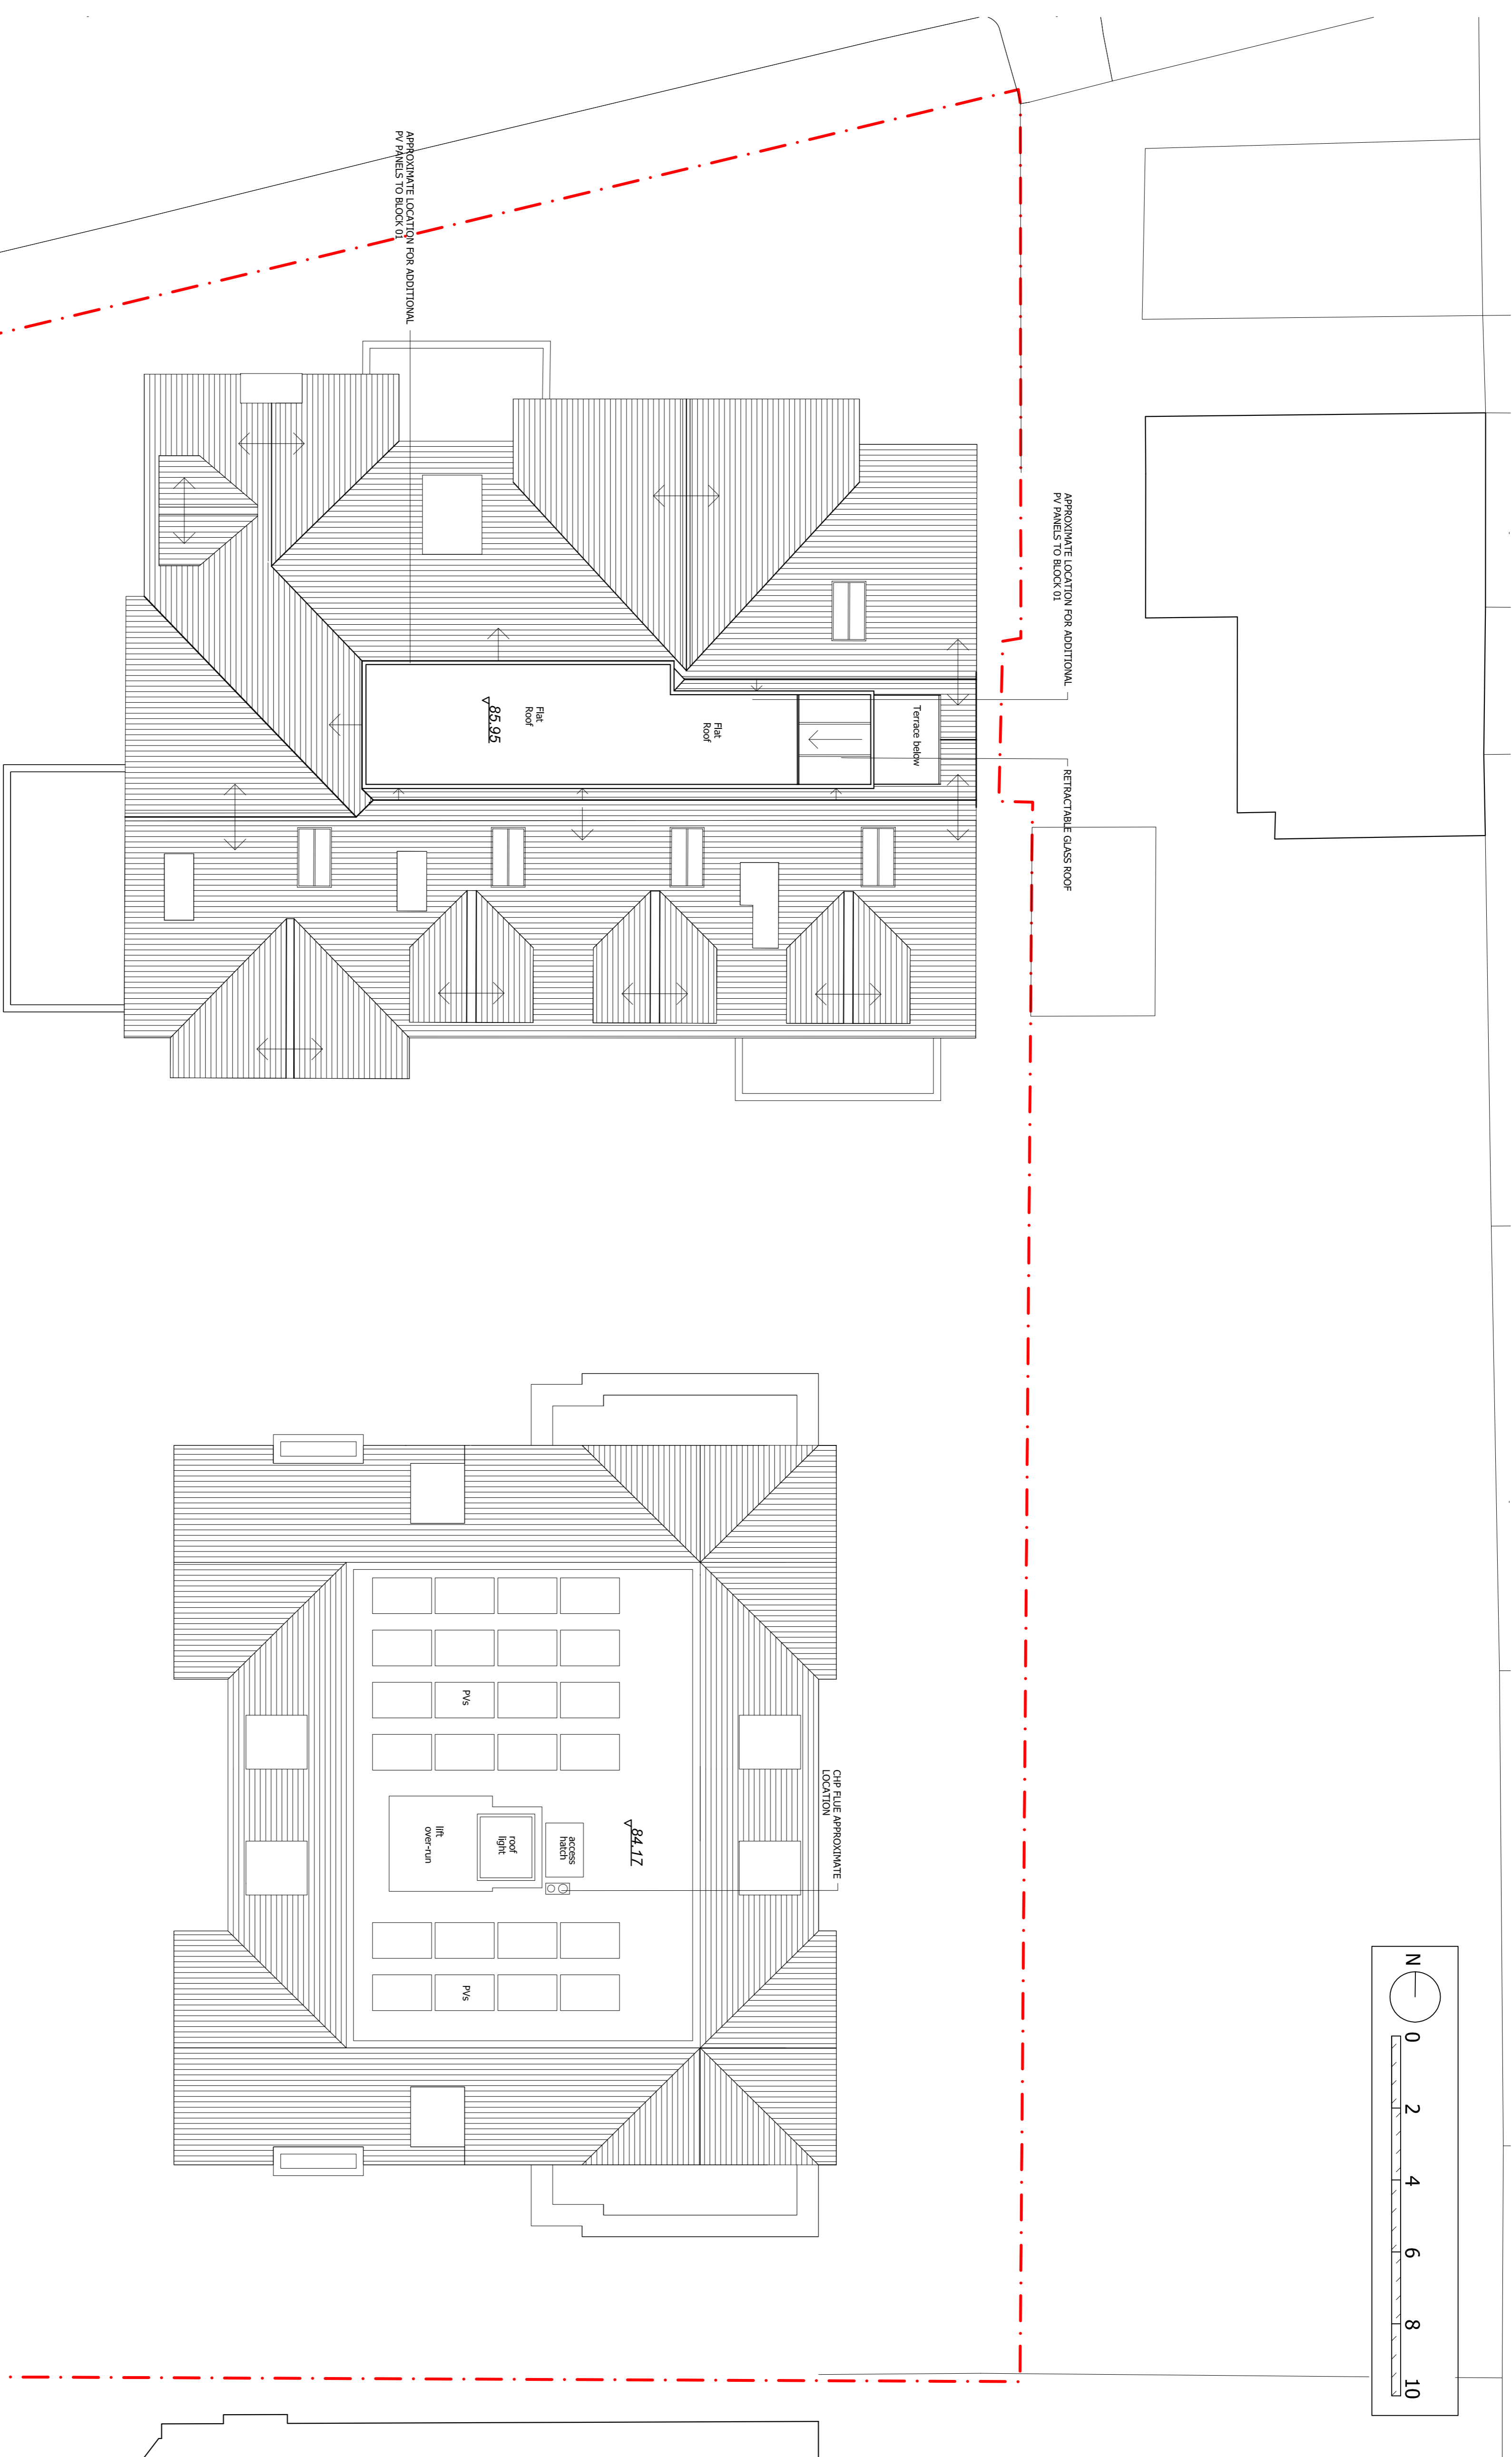 APPROXIMATE LOCATION FOR ADDITIONAL
PV PANELS TO BLOCK 01
APPROXIMATE LOCATION FOR ADDITIONAL
PV PANELS TO BLOCK 01
RETRACTABLE GLASS ROOF
Terrace below
Flat
Roof
Flat
Roof
85.95
PVs
CHP FLUE APPROXIMATE
LOCATION
84.17
access
hatch
roof
light
lift
over-run
PVs
N
0
2
4
6
8
10